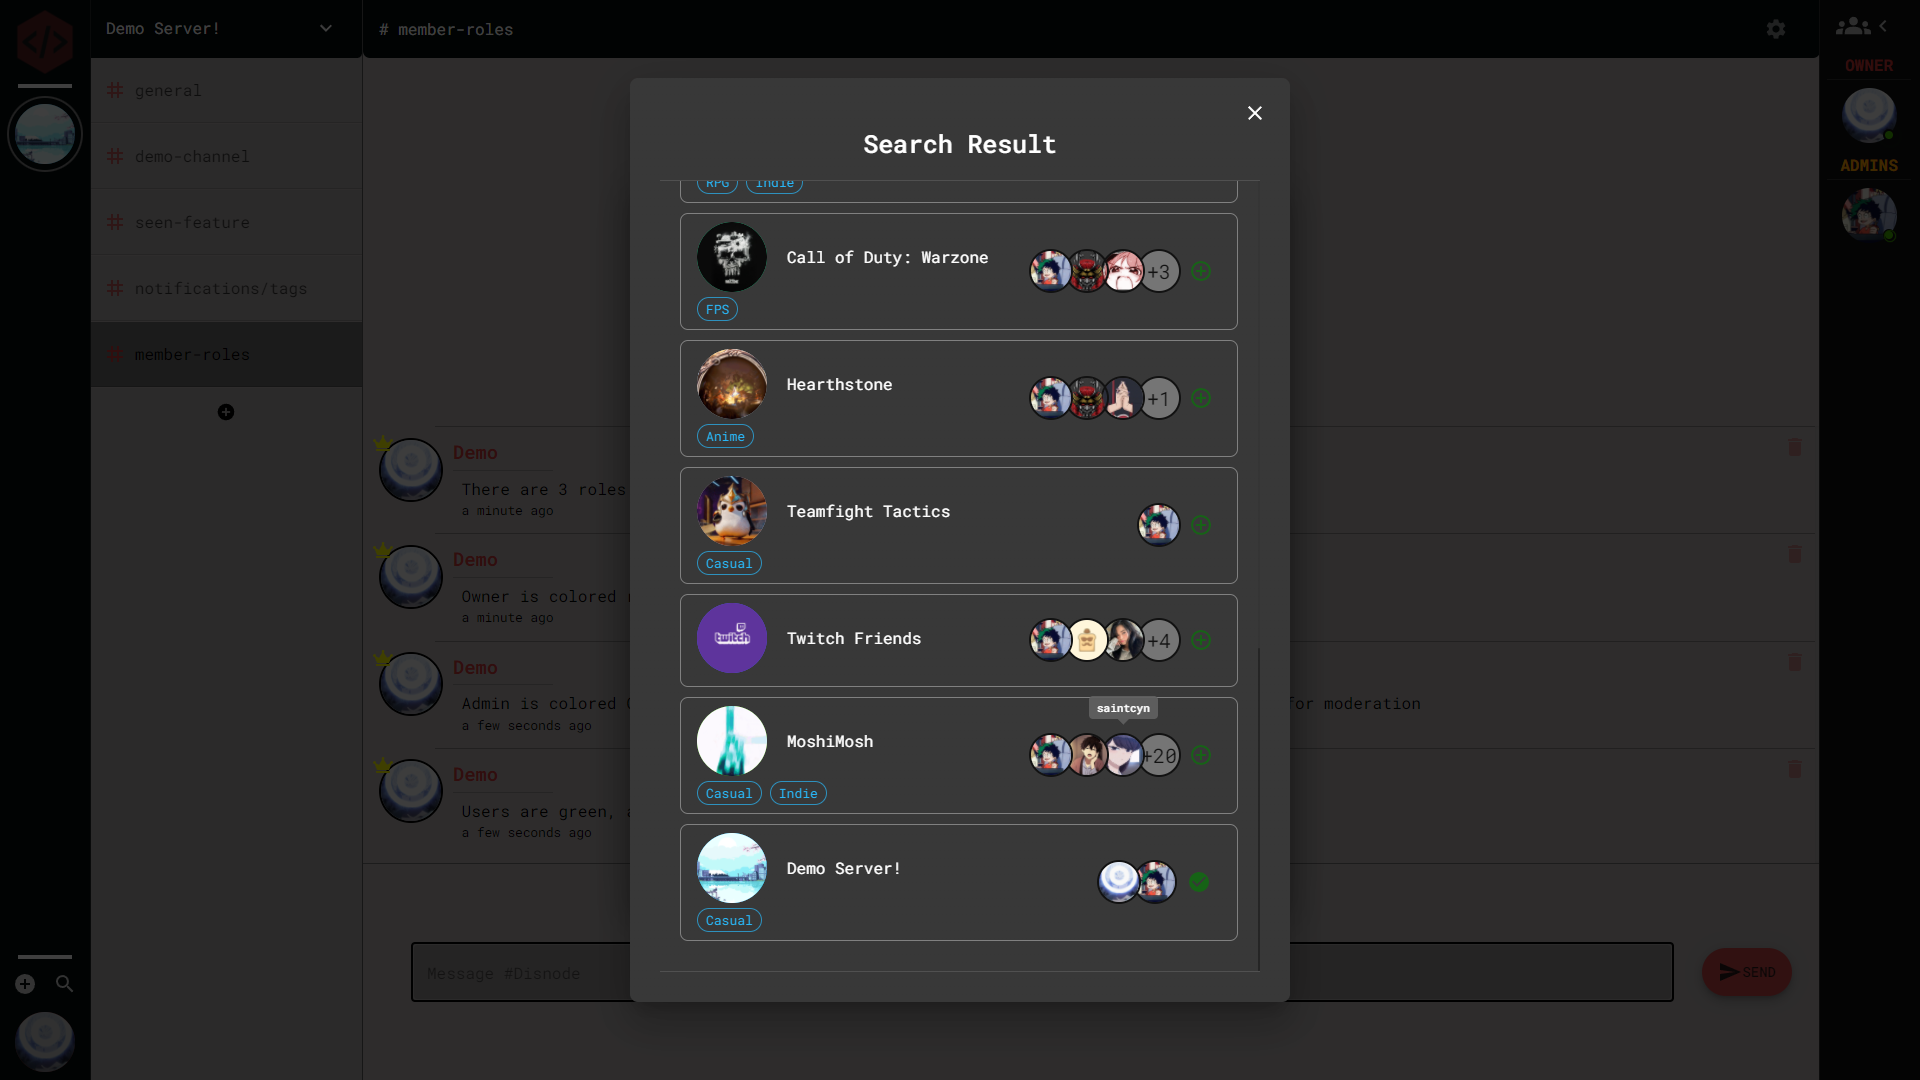 Demo Server!
# member-roles
general
demo-channel
seen-feature
notifications/tags
member-roles
Demo
There are 3 roles
a minute ago
Demo
Owner is colored
a minute ago
Demo
Admin is colored
for moderation
a few seconds ago
Demo
Users are green,
a few seconds ago
Message #Disnode
SEND
OWNER
ADMINS
Search Result
RPG Indie
Call of Duty: Warzone
+3
FPS
Hearthstone
+1
Anime
Teamfight Tactics
Casual
twitch
Twitch Friends
+4
saintcyn
MoshiMosh
+20
Casual Indie
Demo Server!
Casual